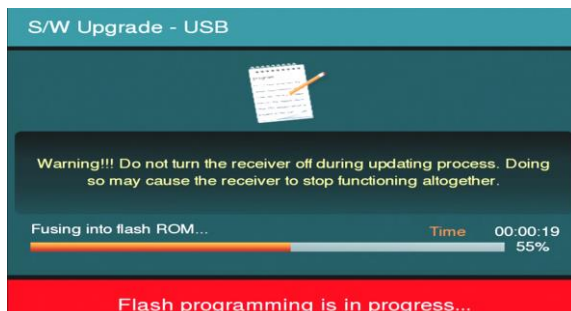 S/W Upgrade - USB
program
Warning!!! Do not turn the receiver off during updating process. Doing
so may cause the receiver to stop functioning altogether.
Fusing into flash ROM... Time 00:00:19
55%
Flash programming is in progress...